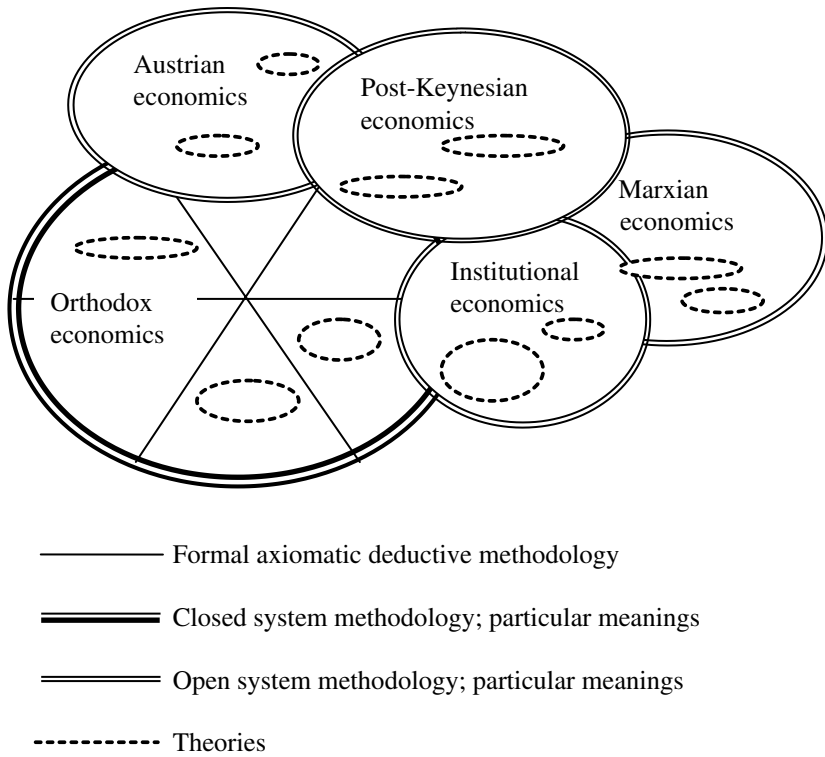 Austrian
economics
Post-Keynesian
economics
Marxian
economics
Institutional
economics
Orthodox
economics
Formal axiomatic deductive methodology
Closed system methodology; particular meanings
Open system methodology; particular meanings
Theories